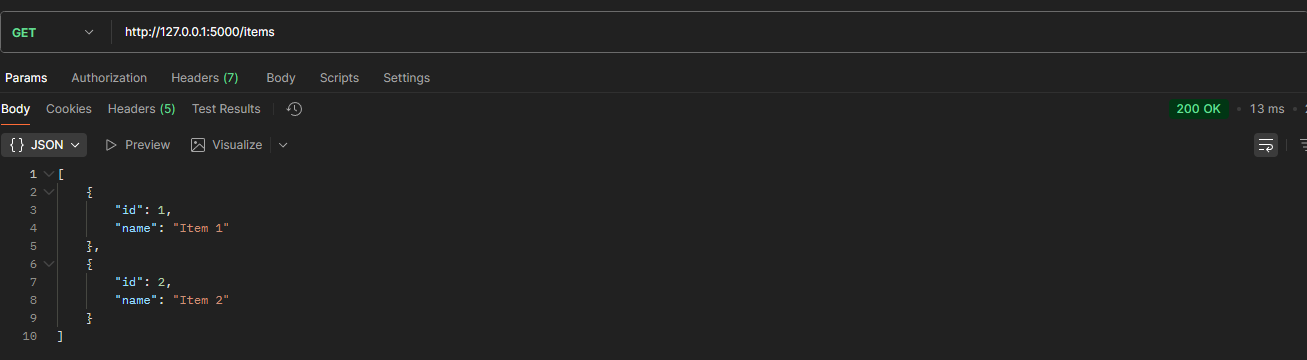 GET http://127.0.0.1:5000/items
Params Authorization Headers (7) Body Scripts Settings
Body Cookies Headers (5) Test Results 200 OK • 13 ms •
{} JSON Preview Visualize
1 [
2 {
3 "id": 1,
4 "name": "Item 1"
5 },
6 {
7 "id": 2,
8 "name": "Item 2"
9 }
10 ]